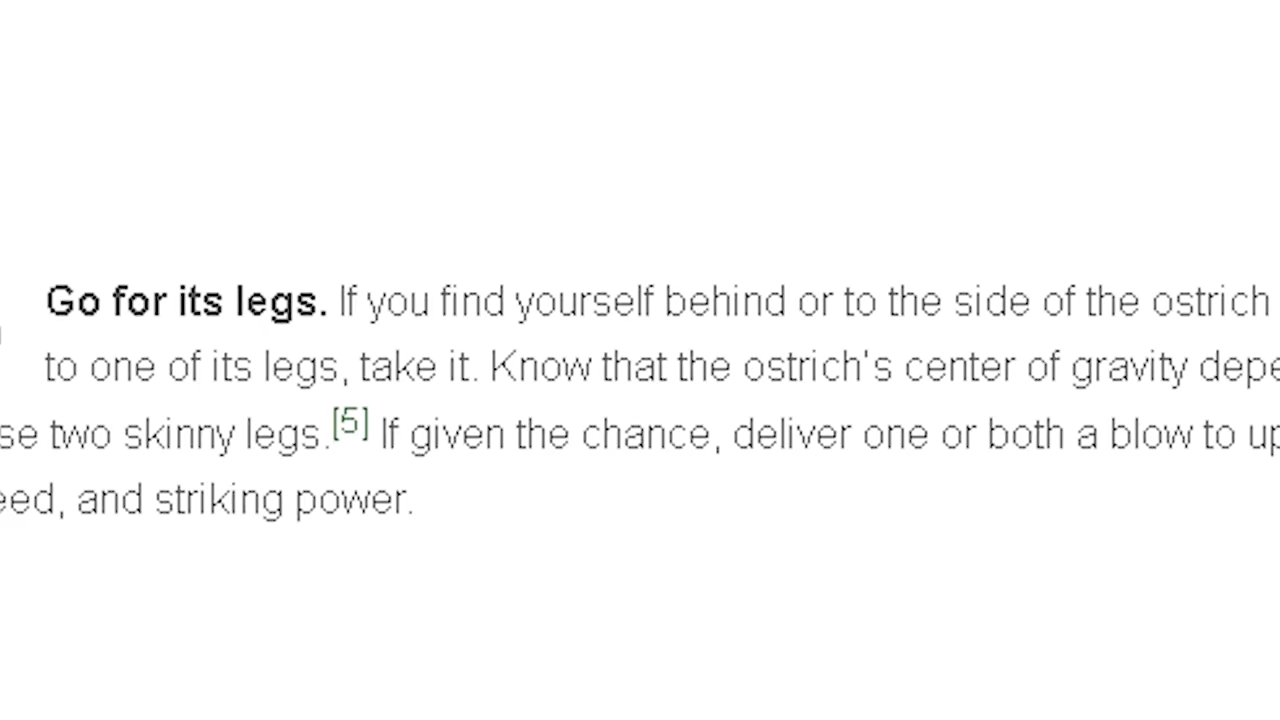 Go for its legs. If you find yourself behind or to the side of the ostrich
to one of its legs, take it. Know that the ostrich's center of gravity
two skinny legs.[5] If given the chance, deliver one or both a blow to
and striking power.